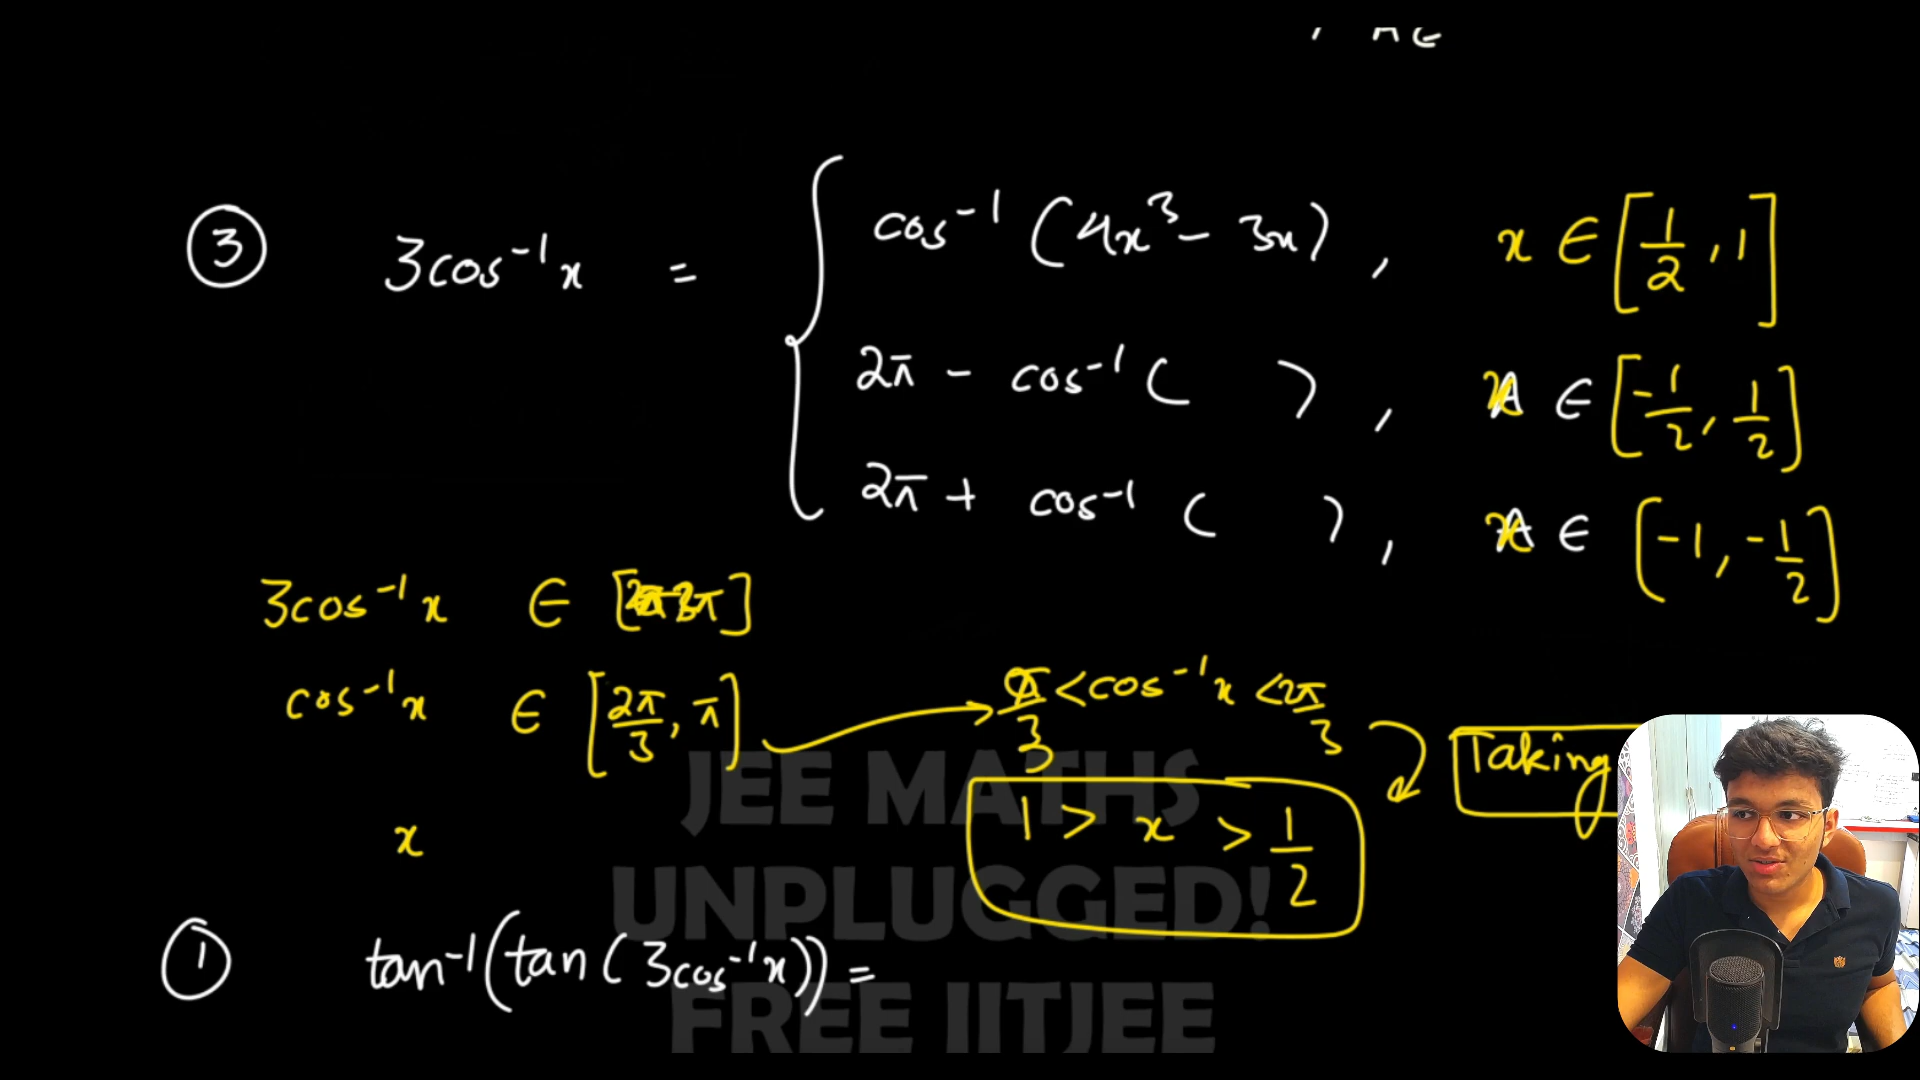 ③ 3cos⁻¹x = { cos⁻¹(4x³ - 3x), x ∈ [1/2, 1]
2π - cos⁻¹( ), x ∈ [-1/2, 1/2]
2π + cos⁻¹( ), x ∈ [-1, -1/2]
3cos⁻¹x ∈ [ 3π]
cos⁻¹x ∈ [2π/3, π]
π/3 < cos⁻¹x < 2π/3
Taking
1 > x > 1/2
x
① tan⁻¹(tan(3cos⁻¹x)) =
JEE MATHS
UNPLUGGED!
FREE IITJEE